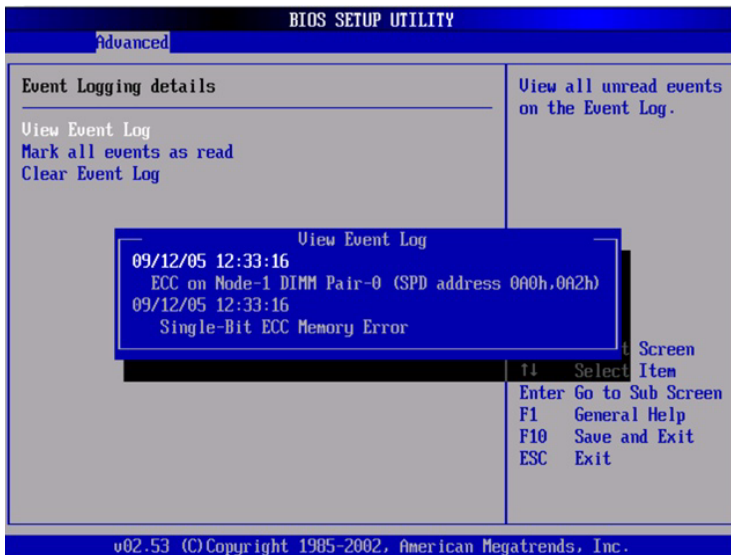 BIOS SETUP UTILITY
Advanced
Event Logging details
View Event Log
Mark all events as read
Clear Event Log
View all unread events
on the Event Log.
View Event Log
09/12/05 12:33:16
ECC on Node-1 DIMM Pair-0 (SPD address 0A0h,0A2h)
09/12/05 12:33:16
Single-Bit ECC Memory Error
t Screen
↑↓ Select Item
Enter Go to Sub Screen
F1 General Help
F10 Save and Exit
ESC Exit
v02.53 (C)Copyright 1985-2002, American Megatrends, Inc.